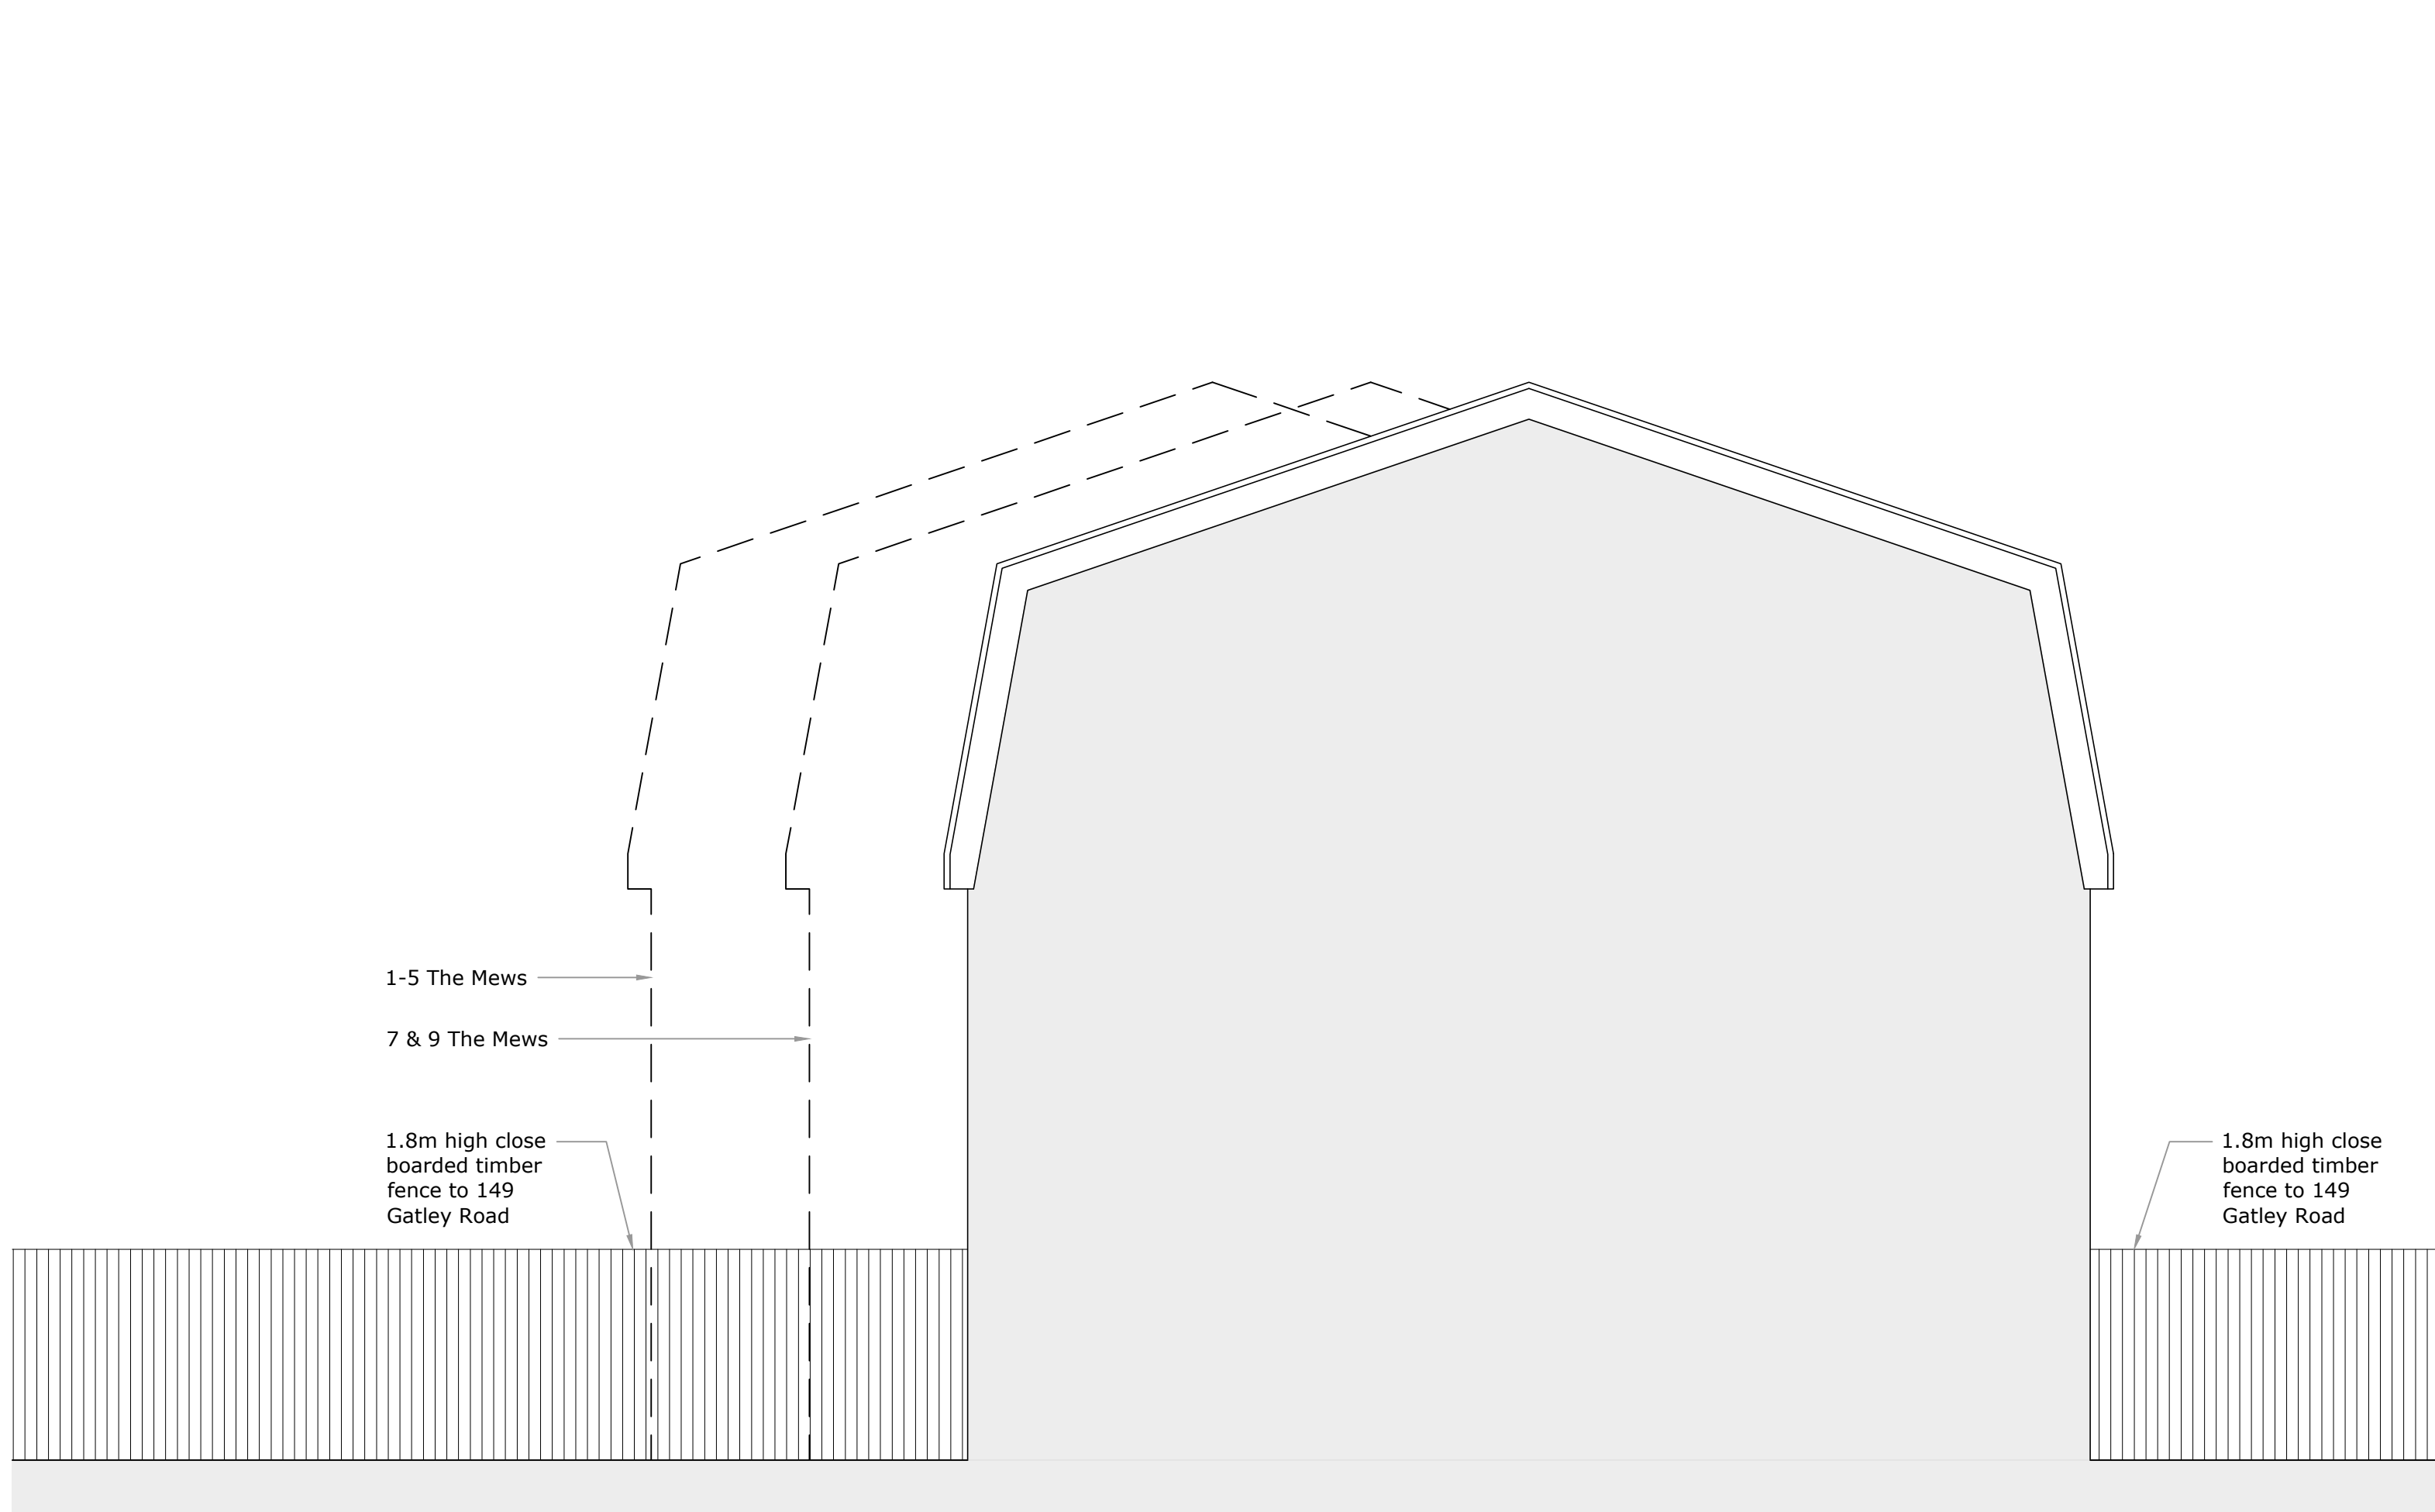 1-5 The Mews
7 & 9 The Mews
1.8m high close
boarded timber
fence to 149
Gatley Road
1.8m high close
boarded timber
fence to 149
Gatley Road